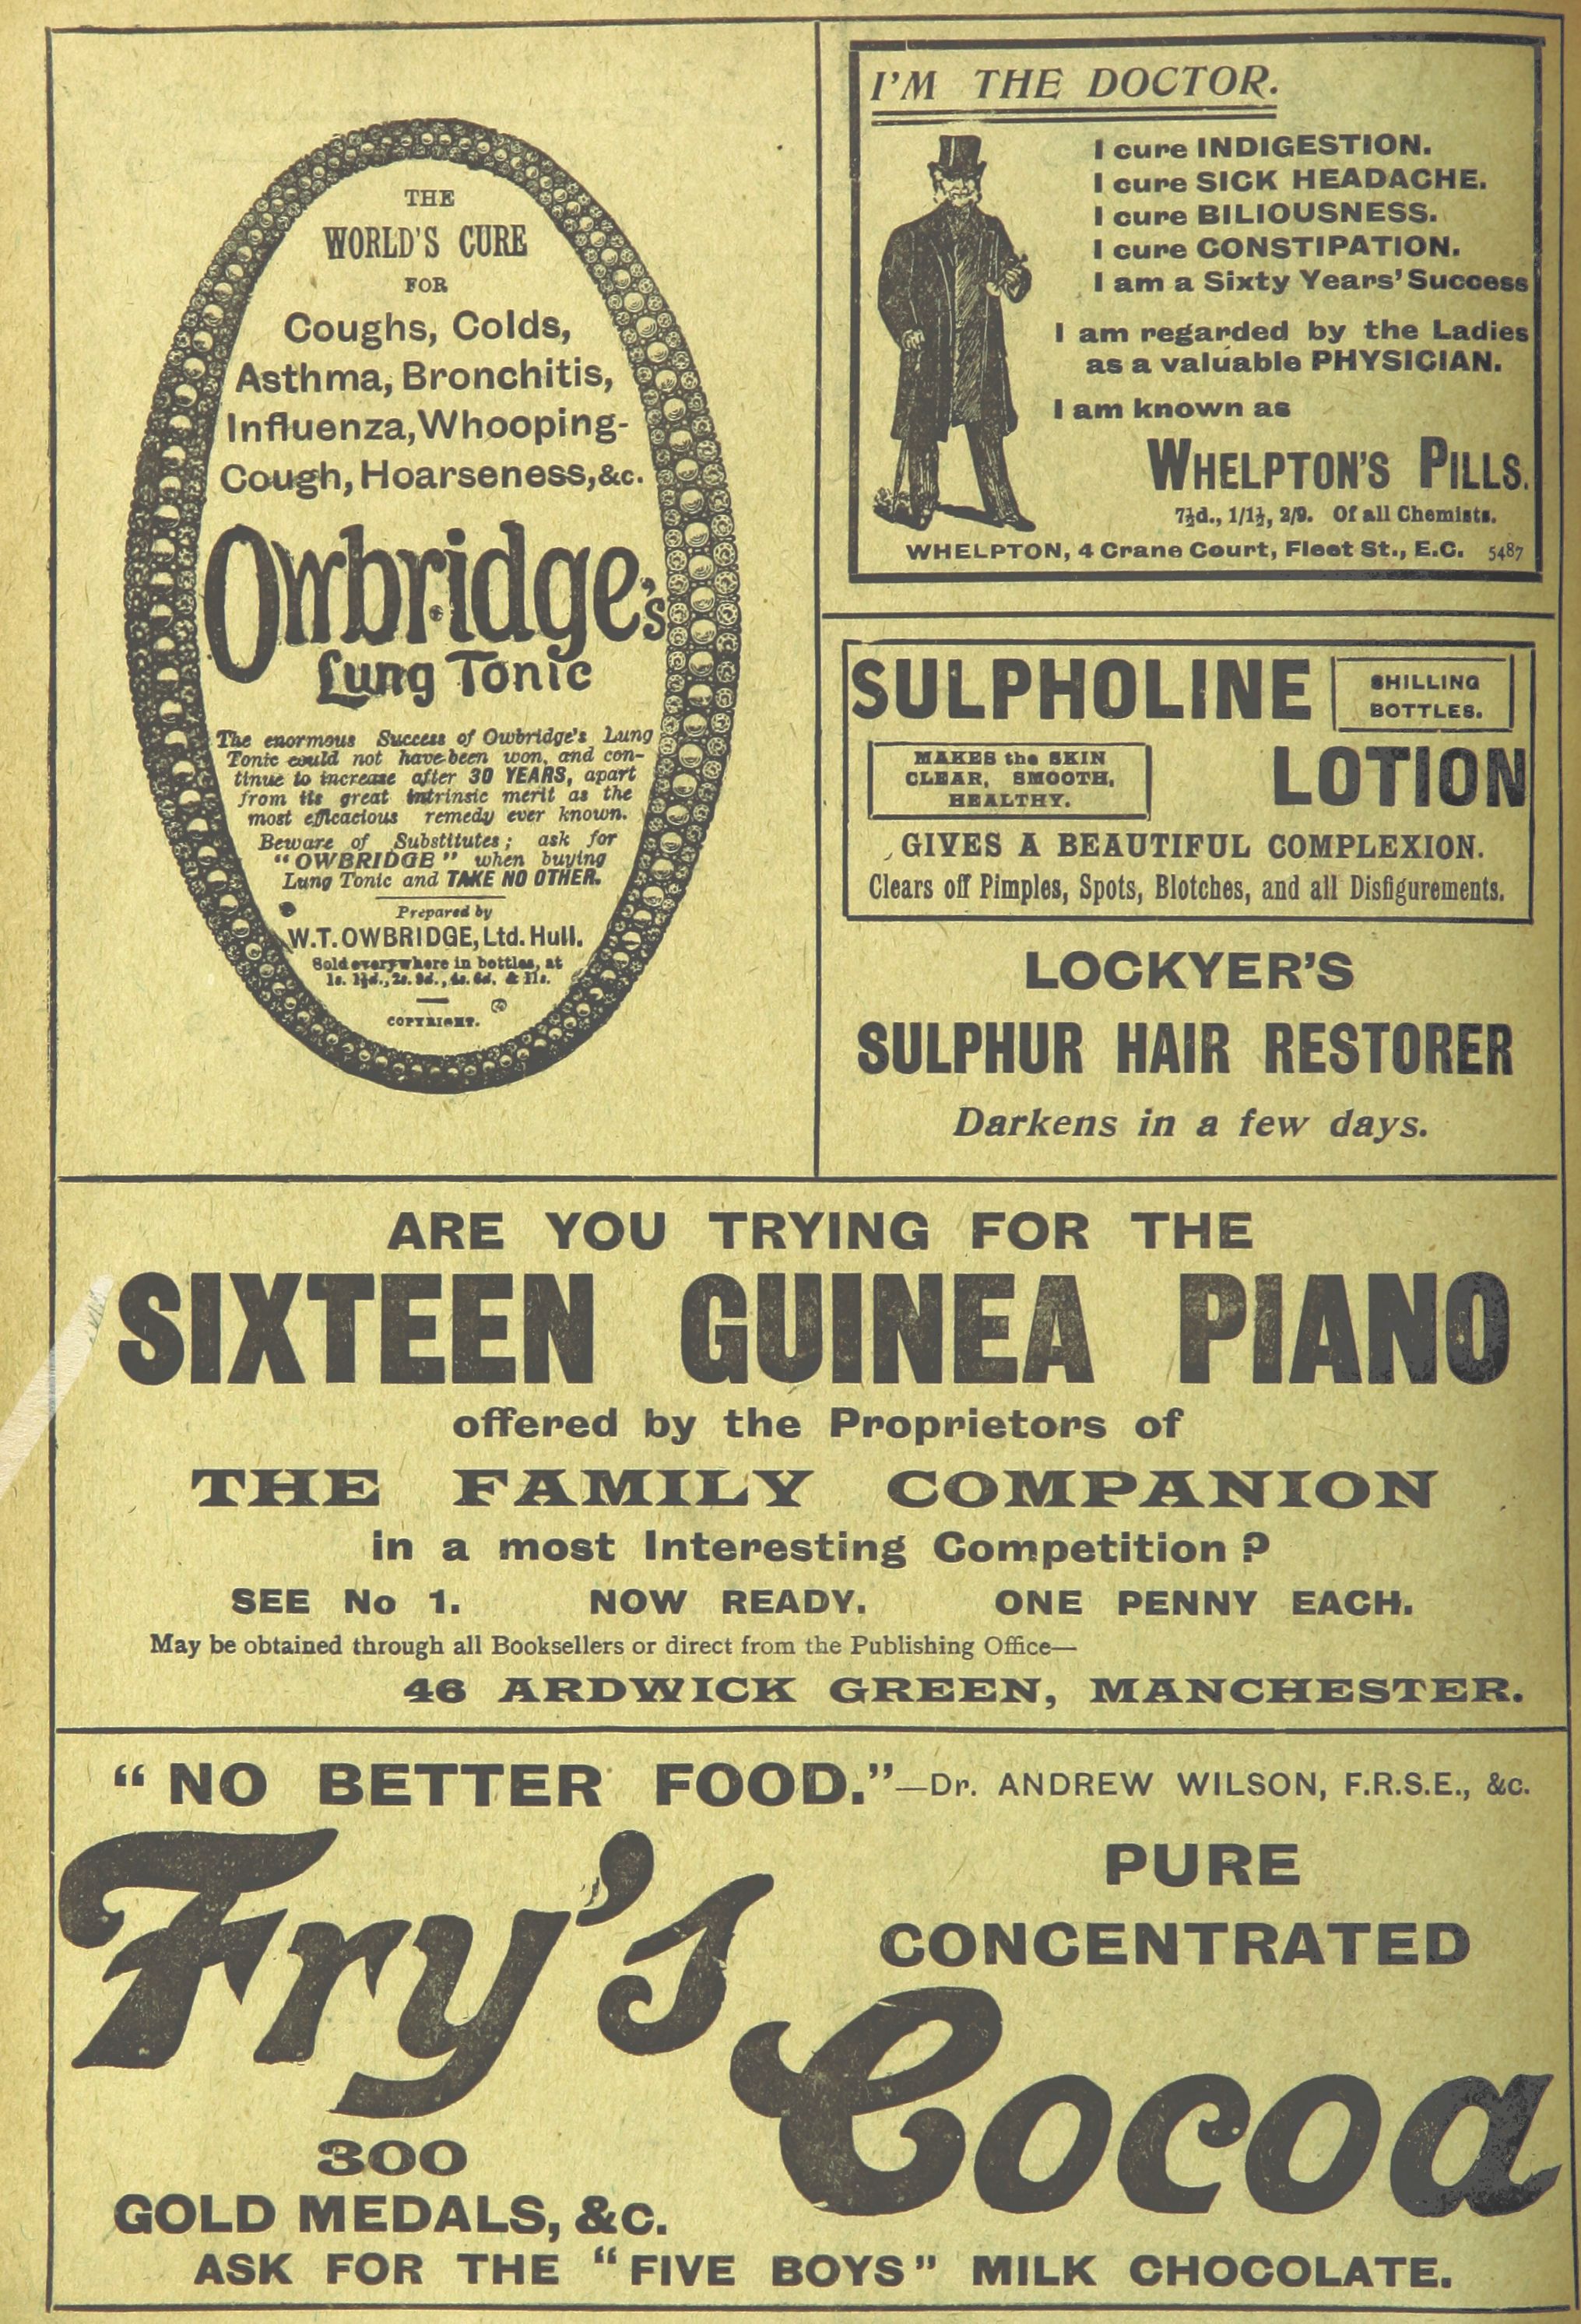 THE
WORLD'S CURE
FOR
Coughs, Colds,
Asthma, Bronchitis,
Influenza, Whooping-
Cough, Hoarseness, &c.
Owbridge's
Lung Tonic
The enormous Success of Owbridge's Lung
Tonic could not have been won, and con-
tinue to increase after 30 YEARS, apart
from its great intrinsic merit as the
most efficacious remedy ever known.
Beware of Substitutes; ask for
"OWBRIDGE" when buying
Lung Tonic and TAKE NO OTHER.
Prepared by
W.T. OWBRIDGE, Ltd. Hull.
Sold everywhere in bottles, at
1s. 1½d., 2s. 9d., 4s. 6d. & 11s.
COPYRIGHT.
I'M THE DOCTOR.
I cure INDIGESTION.
I cure SICK HEADACHE.
I cure BILIOUSNESS.
I cure CONSTIPATION.
I am a Sixty Years' Success
I am regarded by the Ladies
as a valuable PHYSICIAN.
I am known as
WHELPTON'S PILLS.
7½d., 1/1½, 2/9. Of all Chemists.
WHELPTON, 4 Crane Court, Fleet St., E.C. 5487
SULPHOLINE
SHILLING
BOTTLES.
MAKES the SKIN
CLEAR, SMOOTH,
HEALTHY.
LOTION
GIVES A BEAUTIFUL COMPLEXION.
Clears off Pimples, Spots, Blotches, and all Disfigurements.
LOCKYER'S
SULPHUR HAIR RESTORER
Darkens in a few days.
ARE YOU TRYING FOR THE
SIXTEEN GUINEA PIANO
offered by the Proprietors of
THE FAMILY COMPANION
in a most Interesting Competition?
SEE No 1. NOW READY. ONE PENNY EACH.
May be obtained through all Booksellers or direct from the Publishing Office—
46 ARDWICK GREEN, MANCHESTER.
"NO BETTER FOOD."—Dr. ANDREW WILSON, F.R.S.E., &c.
Fry's
PURE
CONCENTRATED
Cocoa
300
GOLD MEDALS, &c.
ASK FOR THE "FIVE BOYS" MILK CHOCOLATE.